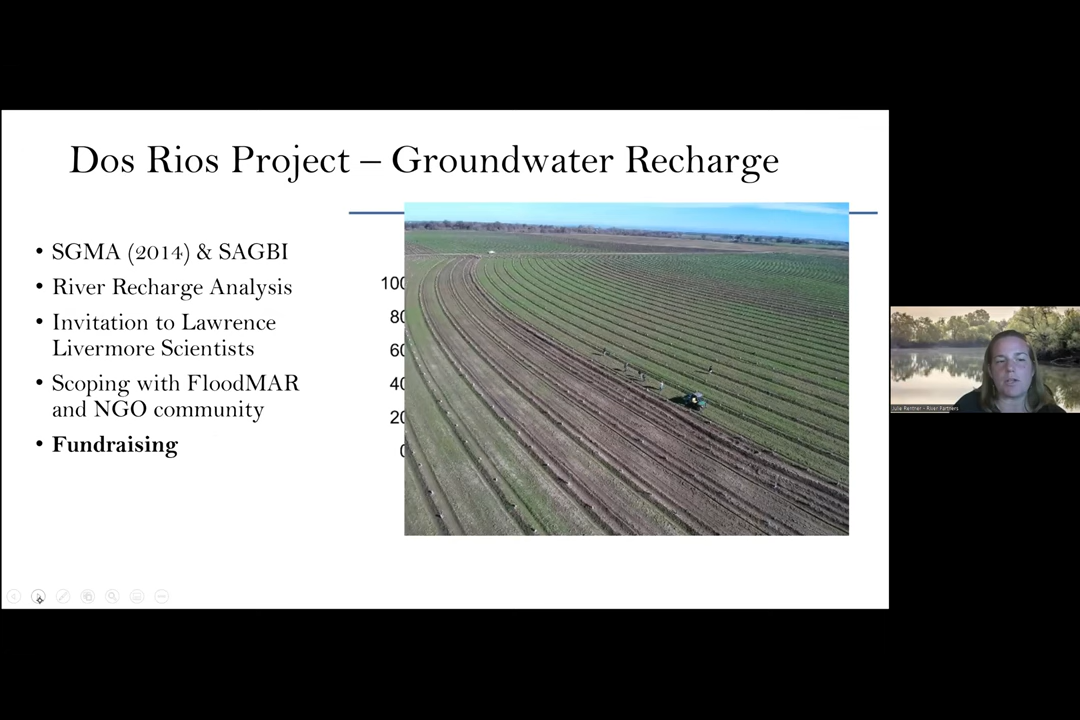 Dos Rios Project – Groundwater Recharge
• SGMA (2014) & SAGBI
• River Recharge Analysis
• Invitation to Lawrence
Livermore Scientists
• Scoping with FloodMAR
and NGO community
• Fundraising
100
80
60
40
20
0
Julie Rentner - River Partners